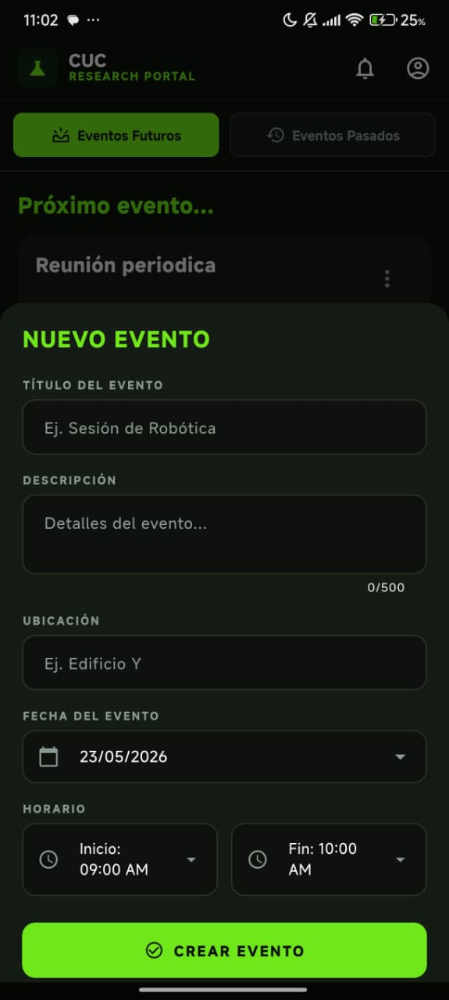 11:02 ... 25%
CUC
RESEARCH PORTAL
Eventos Futuros Eventos Pasados
Próximo evento...
Reunión periodica
NUEVO EVENTO
TÍTULO DEL EVENTO
Ej. Sesión de Robótica
DESCRIPCIÓN
Detalles del evento...
0/500
UBICACIÓN
Ej. Edificio Y
FECHA DEL EVENTO
23/05/2026
HORARIO
Inicio:
09:00 AM
Fin: 10:00
AM
CREAR EVENTO